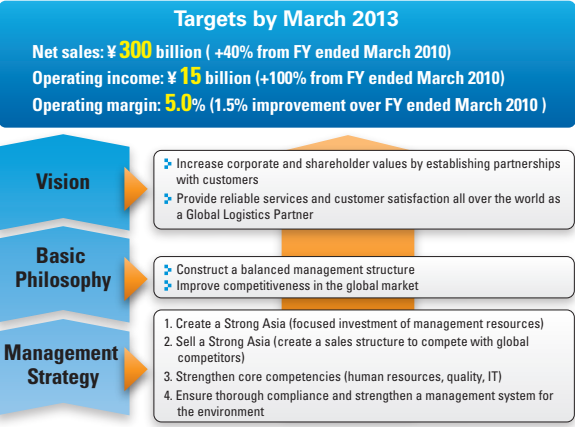 Targets by March 2013
Net sales: ¥ 300 billion ( +40% from FY ended March 2010)
Operating income: ¥ 15 billion (+100% from FY ended March 2010)
Operating margin: 5.0% (1.5% improvement over FY ended March 2010 )
Vision
Increase corporate and shareholder values by establishing partnerships
with customers
Provide reliable services and customer satisfaction all over the world as
a Global Logistics Partner
Basic
Philosophy
Construct a balanced management structure
Improve competitiveness in the global market
Management
Strategy
1. Create a Strong Asia (focused investment of management resources)
2. Sell a Strong Asia (create a sales structure to compete with global
competitors)
3. Strengthen core competencies (human resources, quality, IT)
4. Ensure thorough compliance and strengthen a management system for
the environment